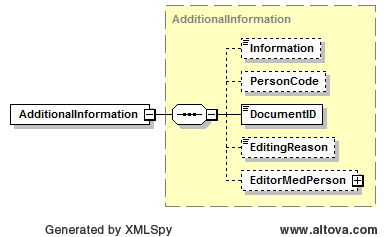 AdditionalInformation
Information
PersonCode
AdditionalInformation
DocumentID
EditingReason
EditorMedPerson
Generated by XMLSpy
www.altova.com